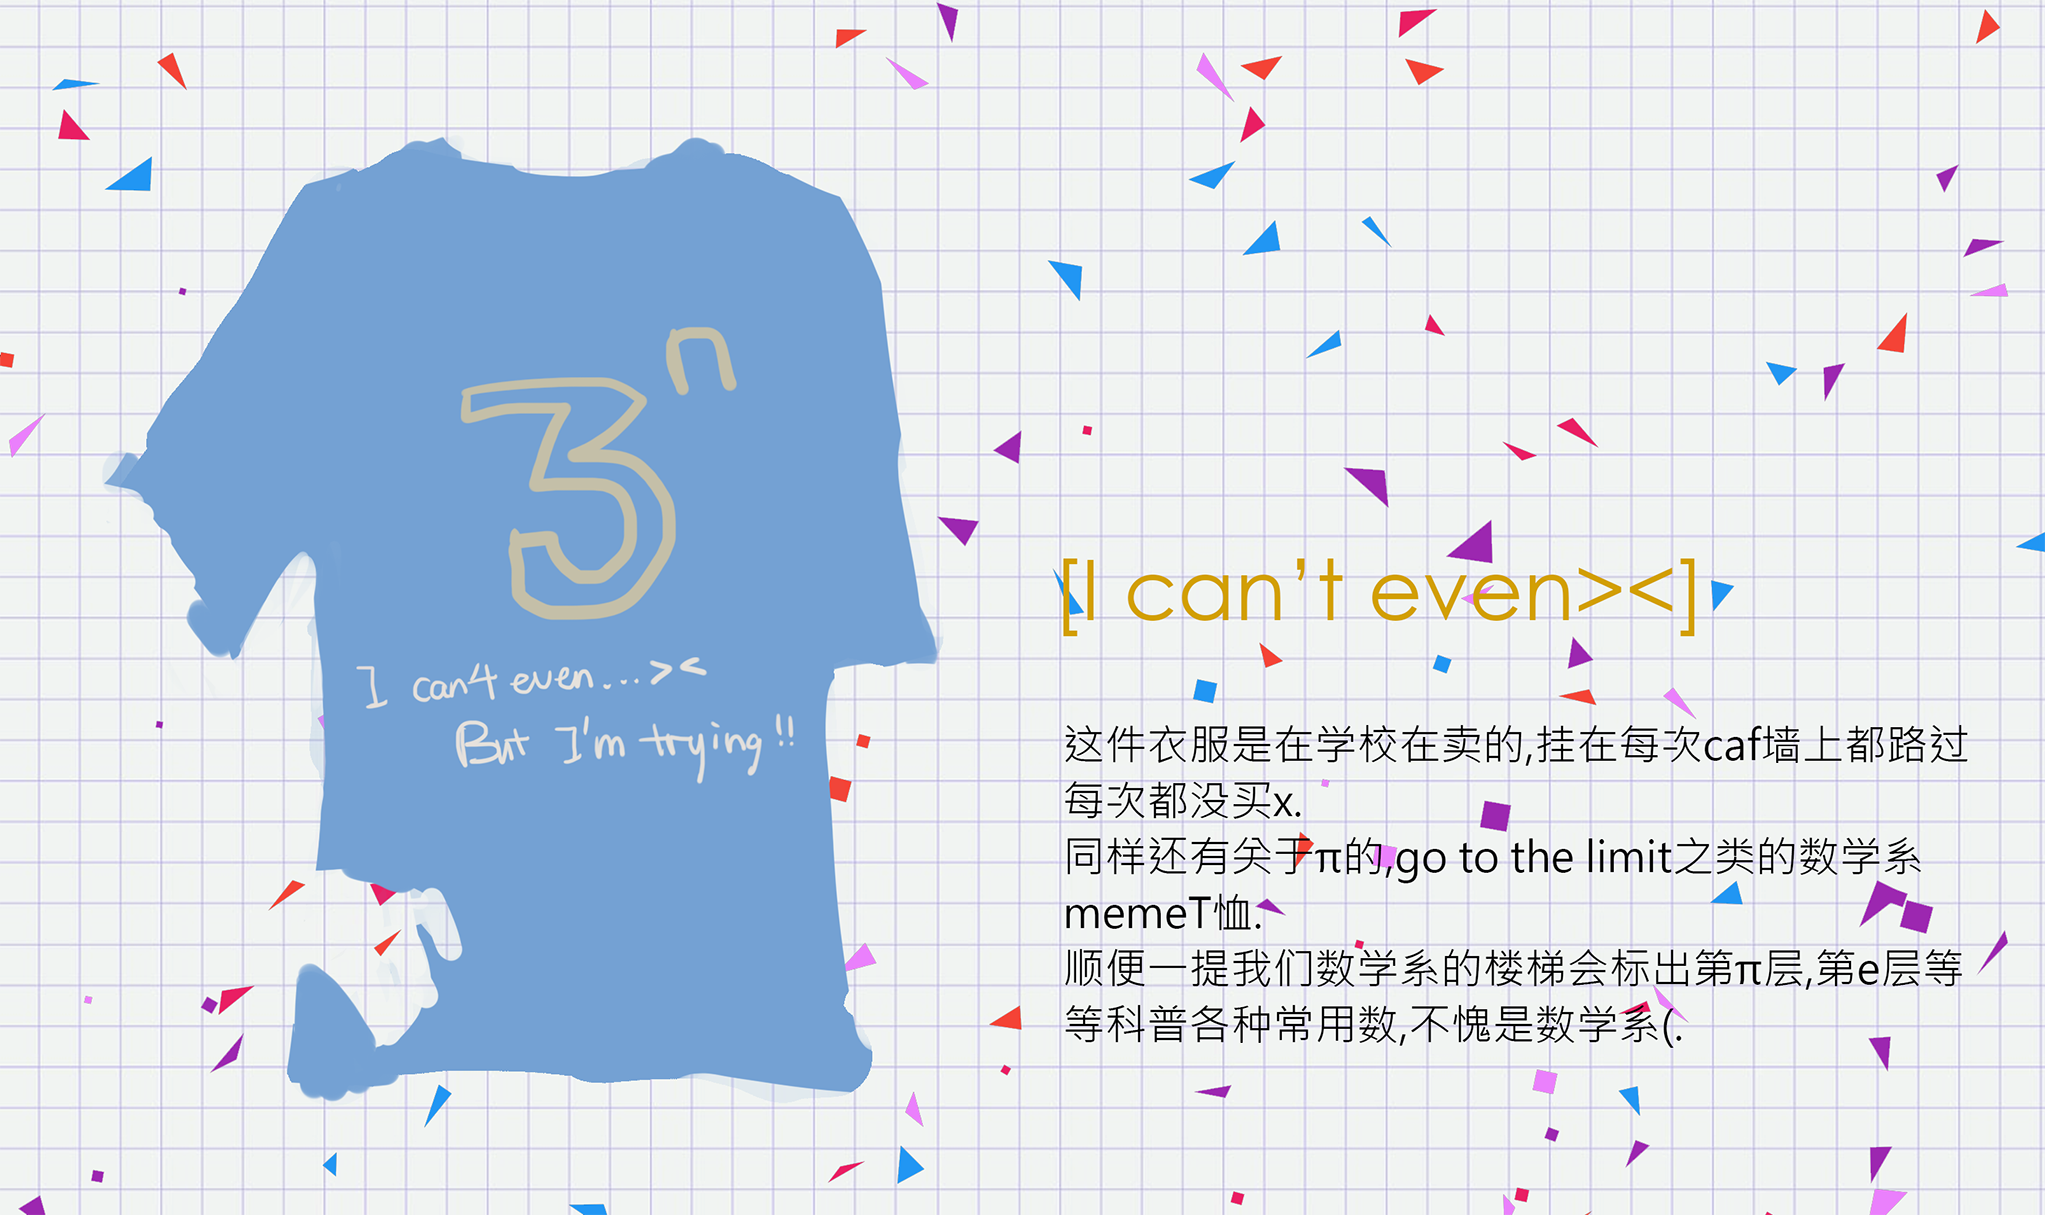 3ⁿ
I can't even...><
But I'm trying!!
[I can't even><]
这件衣服是在学校在卖的,挂在每次caf墙上都路过
每次都没买x.
同样还有关于π的,go to the limit之类的数学系
memeT恤.
顺便一提我们数学系的楼梯会标出第π层,第e层等
等科普各种常用数,不愧是数学系(.